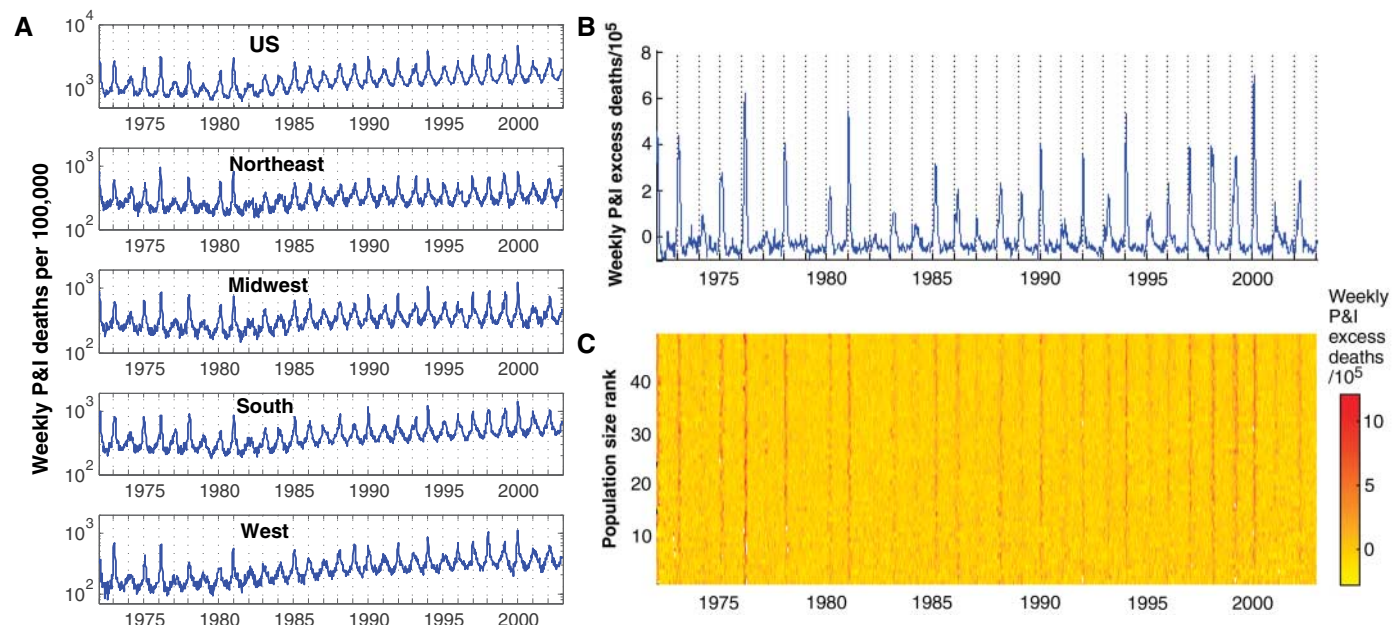 A
Weekly P&I deaths per 100,000
US
10^4
10^3
1975 1980 1985 1990 1995 2000
Northeast
10^3
10^2
1975 1980 1985 1990 1995 2000
Midwest
10^3
10^2
1975 1980 1985 1990 1995 2000
South
10^3
10^2
1975 1980 1985 1990 1995 2000
West
10^3
10^2
1975 1980 1985 1990 1995 2000
B
Weekly P&I excess deaths/10^5
8
6
4
2
0
1975 1980 1985 1990 1995 2000
C
Population size rank
40
30
20
10
1975 1980 1985 1990 1995 2000
Weekly
P&I
excess
deaths
/10^5
10
5
0